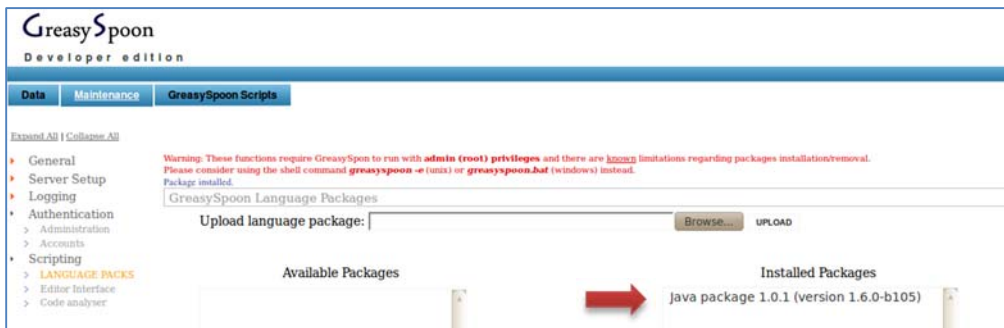 GreasySpoon
Developer edition
Data Maintenance GreasySpoon Scripts
Expand All | Collapse All
General
Server Setup
Logging
Authentication
Administration
Accounts
Scripting
LANGUAGE PACKS
Editor Interface
Code analyser
Warning: These functions require GreasySpon to run with admin (root) privileges and there are known limitations regarding packages installation/removal.
Please consider using the shell command greasyspoon -e (unix) or greasyspoon.bat (windows) instead.
Package installed.
GreasySpoon Language Packages
Upload language package: Browse... UPLOAD
Available Packages Installed Packages
Java package 1.0.1 (version 1.6.0-b105)